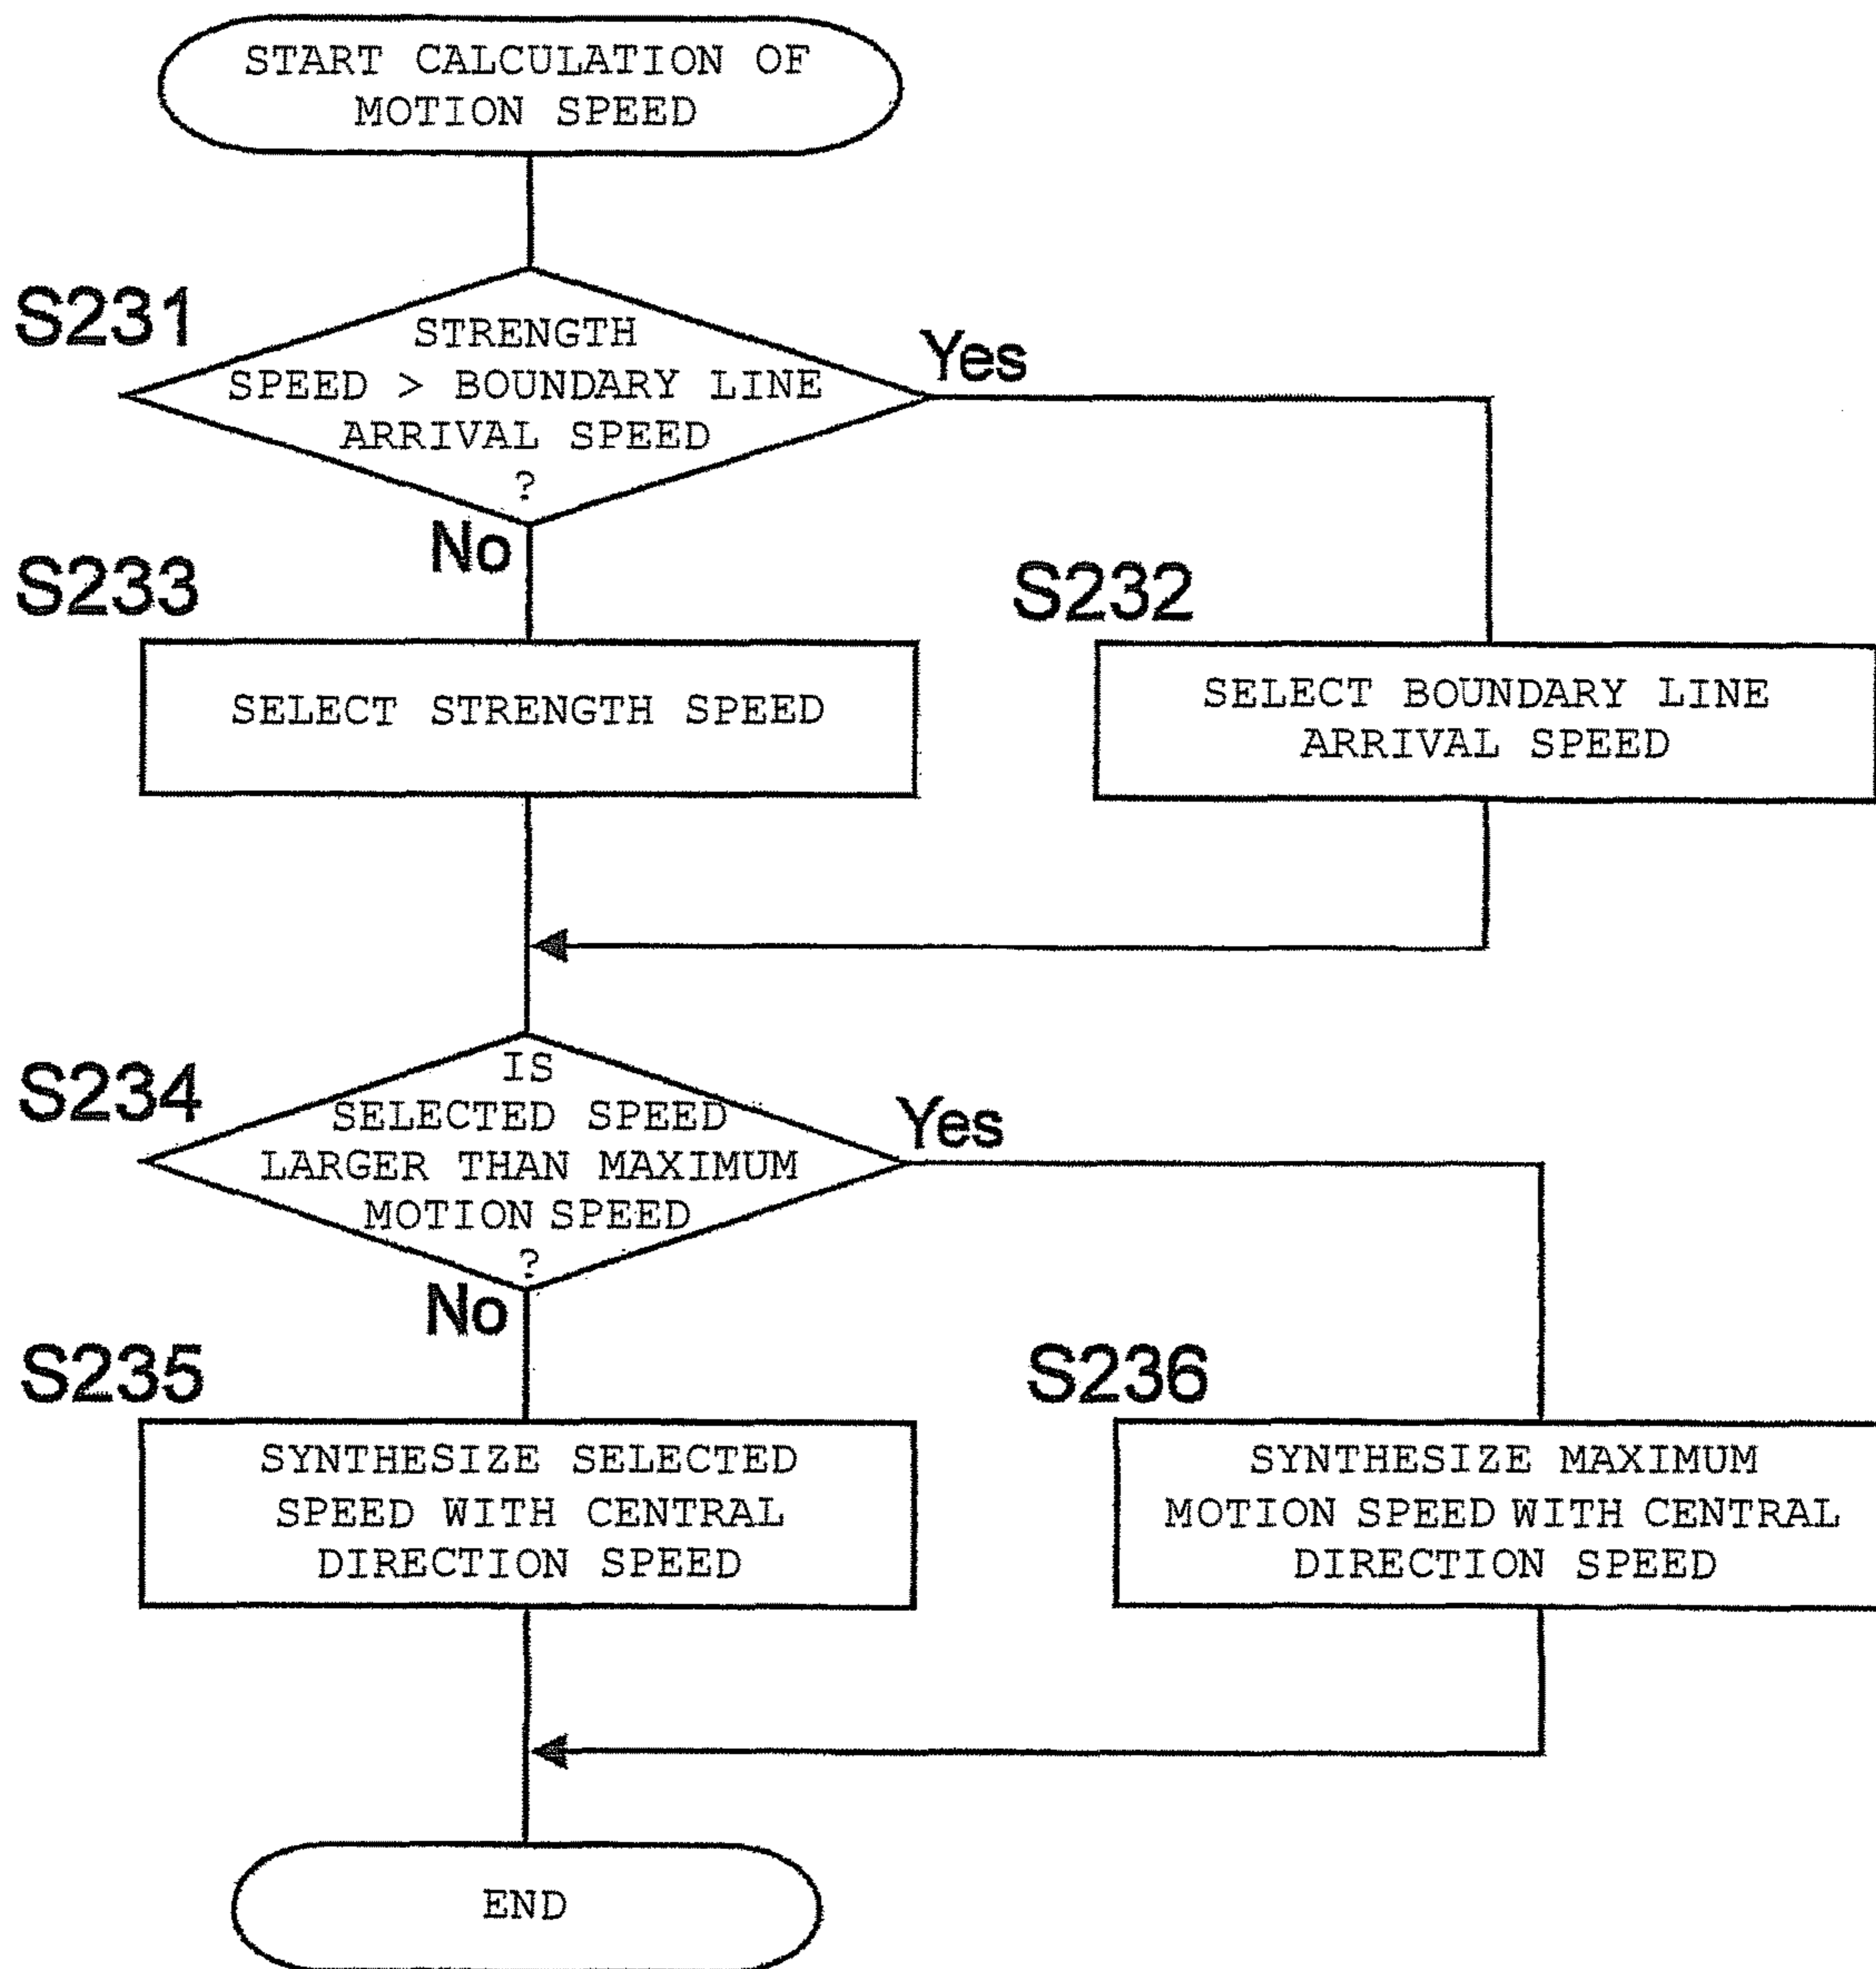 START CALCULATION OF
MOTION SPEED
S231
STRENGTH
SPEED > BOUNDARY LINE
ARRIVAL SPEED
?
Yes
No
S233
SELECT STRENGTH SPEED
S232
SELECT BOUNDARY LINE
ARRIVAL SPEED
S234
IS
SELECTED SPEED
LARGER THAN MAXIMUM
MOTION SPEED
?
Yes
No
S235
SYNTHESIZE SELECTED
SPEED WITH CENTRAL
DIRECTION SPEED
S236
SYNTHESIZE MAXIMUM
MOTION SPEED WITH CENTRAL
DIRECTION SPEED
END